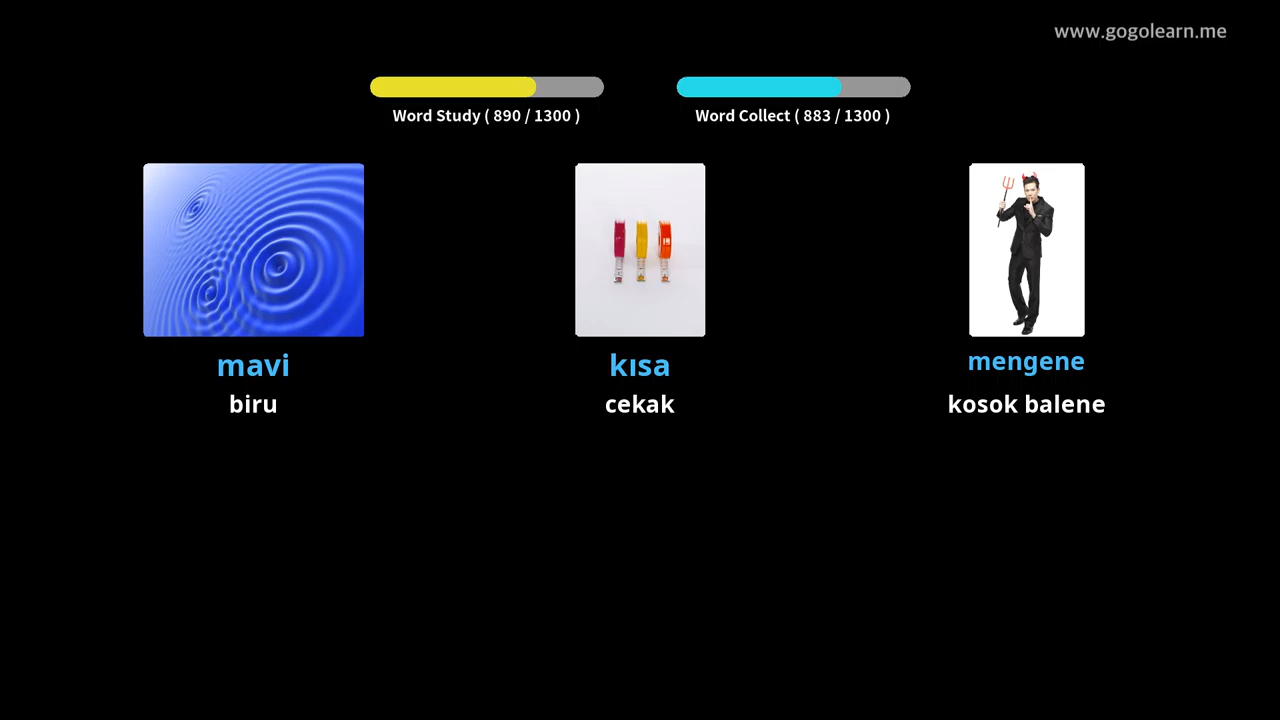 www.gogolearn.me
Word Study ( 890 / 1300 )
Word Collect ( 883 / 1300 )
mavi
biru
kısa
cekak
mengene
kosok balene